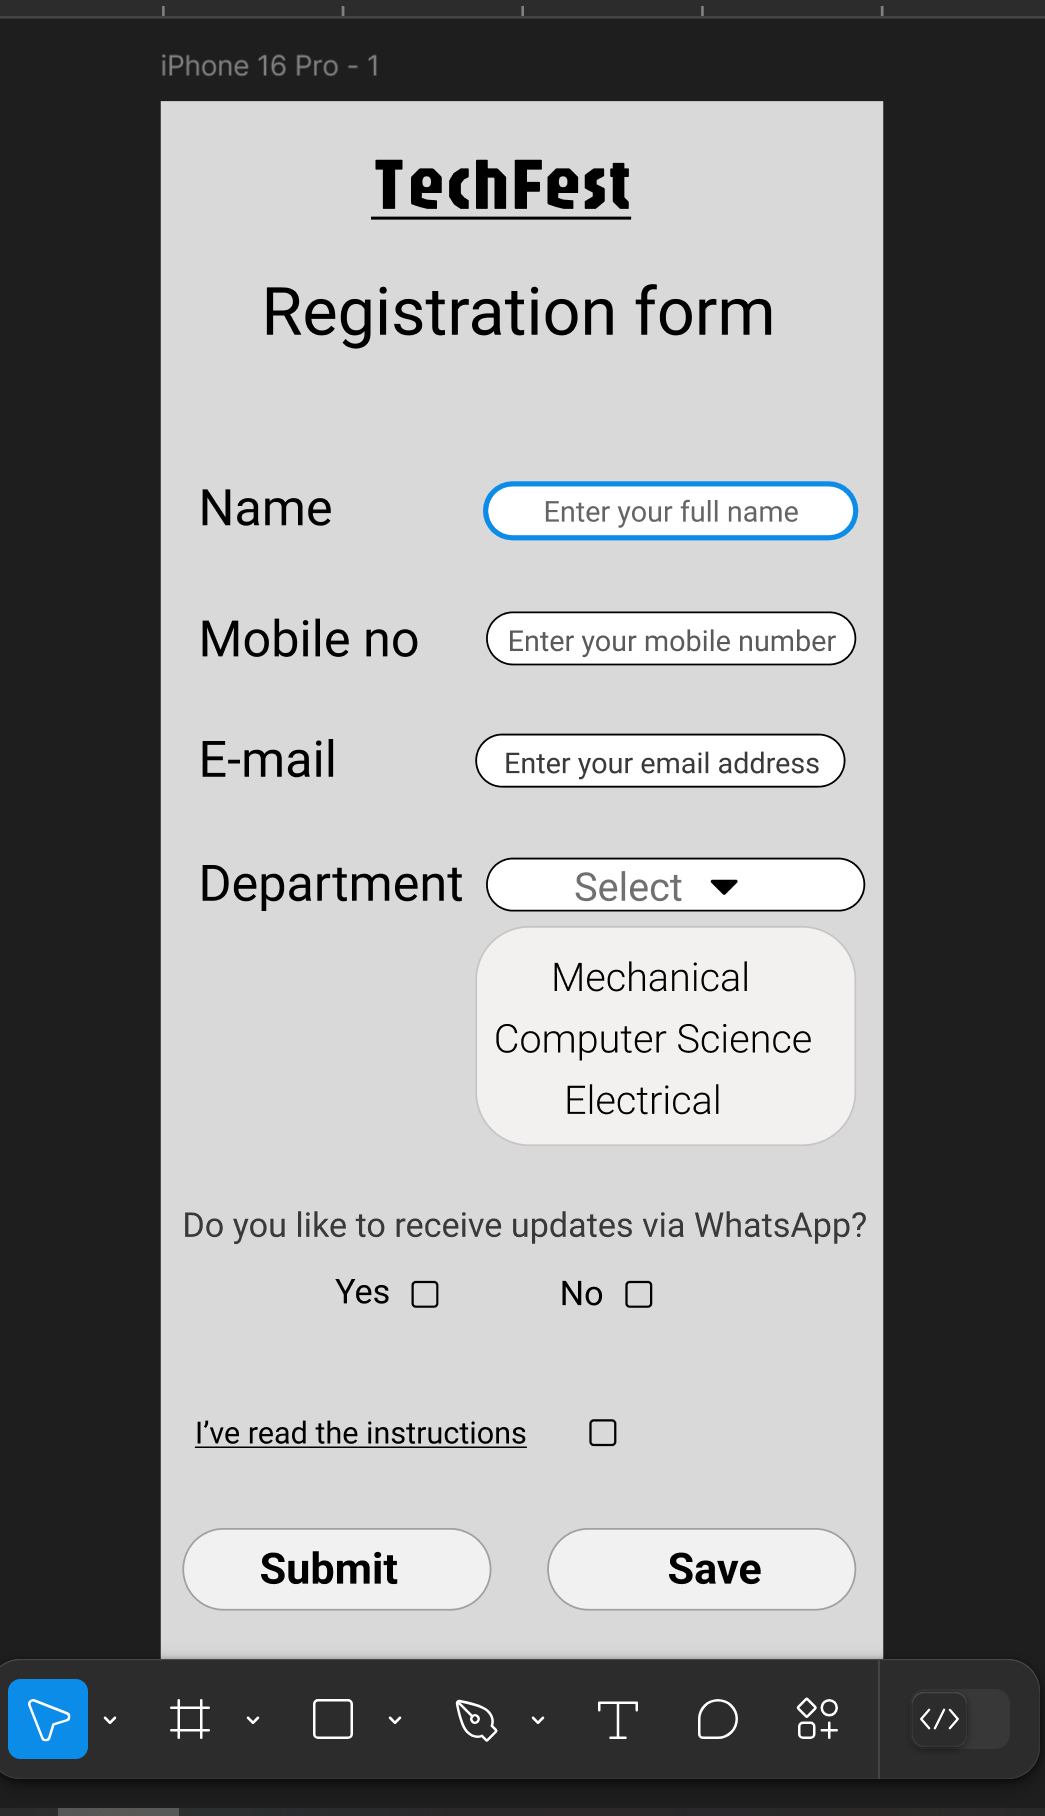 iPhone 16 Pro - 1
TechFest
Registration form
Name Enter your full name
Mobile no Enter your mobile number
E-mail Enter your email address
Department Select
Mechanical
Computer Science
Electrical
Do you like to receive updates via WhatsApp?
Yes No
I've read the instructions
Submit Save